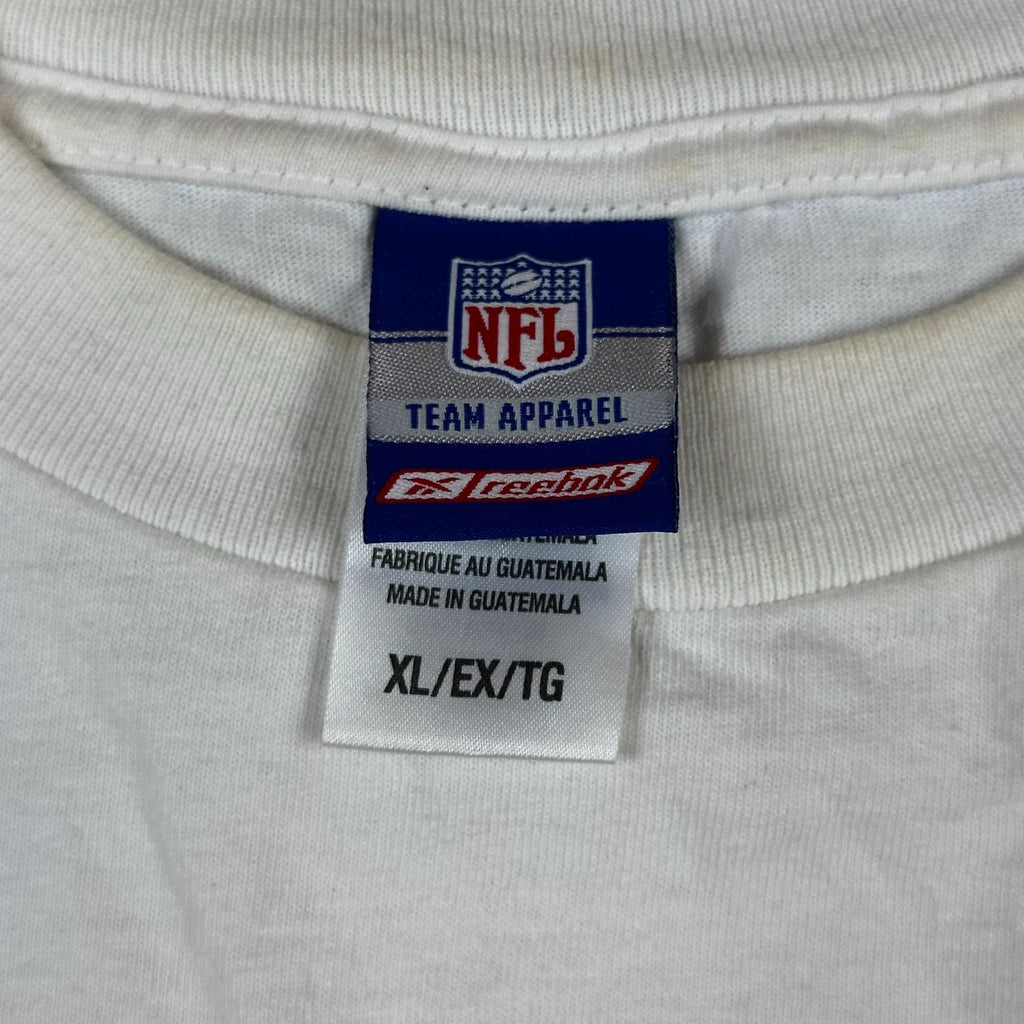 NFL
TEAM APPAREL
Reebok
FABRIQUE AU GUATEMALA
MADE IN GUATEMALA
XL/EX/TG